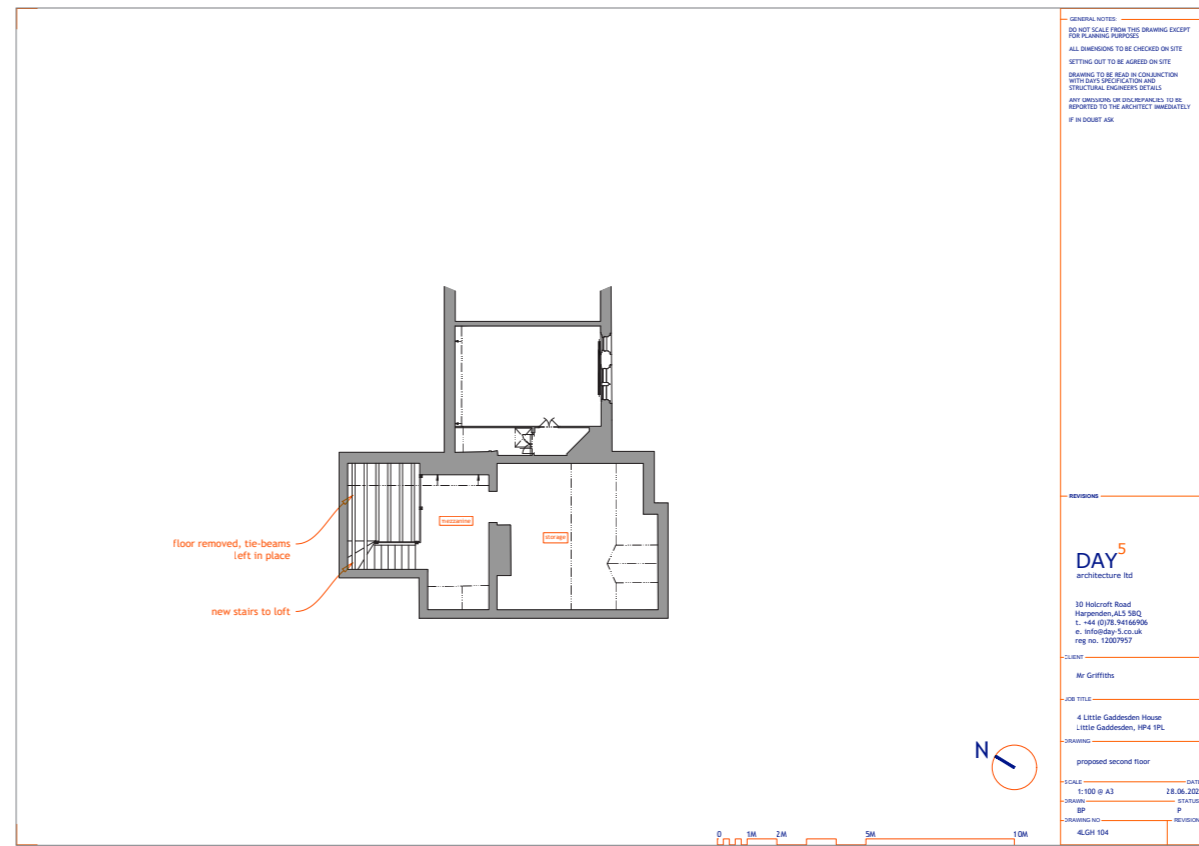 GENERAL NOTES:
DO NOT SCALE FROM THIS DRAWING EXCEPT
FOR PLANNING PURPOSES
ALL DIMENSIONS TO BE CHECKED ON SITE
SETTING OUT TO BE AGREED ON SITE
DRAWING TO BE READ IN CONJUNCTION
WITH DAY5 SPECIFICATION AND
STRUCTURAL ENGINEERS DETAILS
ANY OMISSIONS OR DISCREPANCIES TO BE
REPORTED TO THE ARCHITECT IMMEDIATELY
IF IN DOUBT ASK
mezzanine
storage
floor removed, tie-beams
left in place
new stairs to loft
N
0 1M 2M 5M 10M
REVISIONS
DAY5
architecture ltd
30 Holcroft Road
Harpenden,AL5 5BQ
t. +44 (0)78.94166906
e. info@day-5.co.uk
reg no. 12007957
CLIENT
Mr Griffiths
JOB TITLE
4 Little Gaddesden House
Little Gaddesden, HP4 1PL
DRAWING
proposed second floor
SCALE DATE
1:100 @ A3 28.06.202
DRAWN STATUS
BP P
DRAWING NO REVISION
4LGH 104